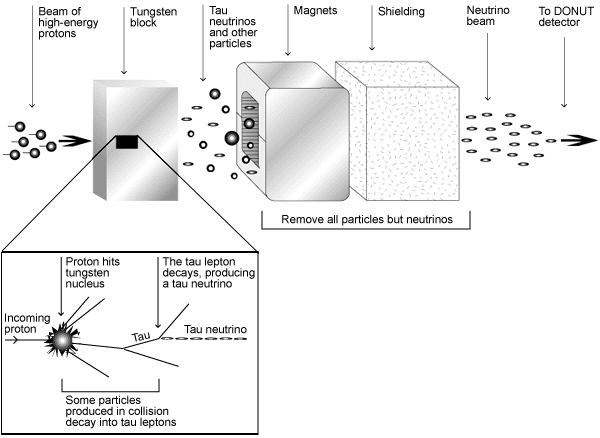 Beam of
high-energy
protons
Tungsten
block
Tau
neutrinos
and other
particles
Magnets
Shielding
Neutrino
beam
To DONUT
detector
Remove all particles but neutrinos
Proton hits
tungsten
nucleus
The tau lepton
decays, producing
a tau neutrino
Incoming
proton
Tau
Tau neutrino
Some particles
produced in collision
decay into tau leptons